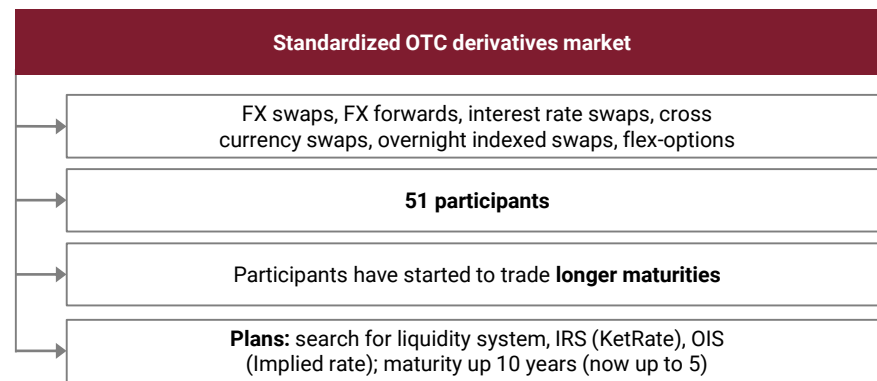 Standardized OTC derivatives market
FX swaps, FX forwards, interest rate swaps, cross
currency swaps, overnight indexed swaps, flex-options
51 participants
Participants have started to trade longer maturities
Plans: search for liquidity system, IRS (KetRate), OIS
(Implied rate); maturity up 10 years (now up to 5)